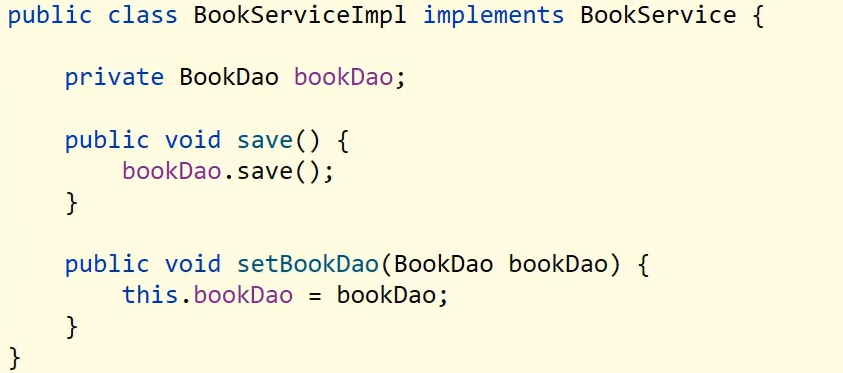 public class BookServiceImpl implements BookService {
    private BookDao bookDao;
    public void save() {
        bookDao.save();
    }
    public void setBookDao(BookDao bookDao) {
        this.bookDao = bookDao;
    }
}